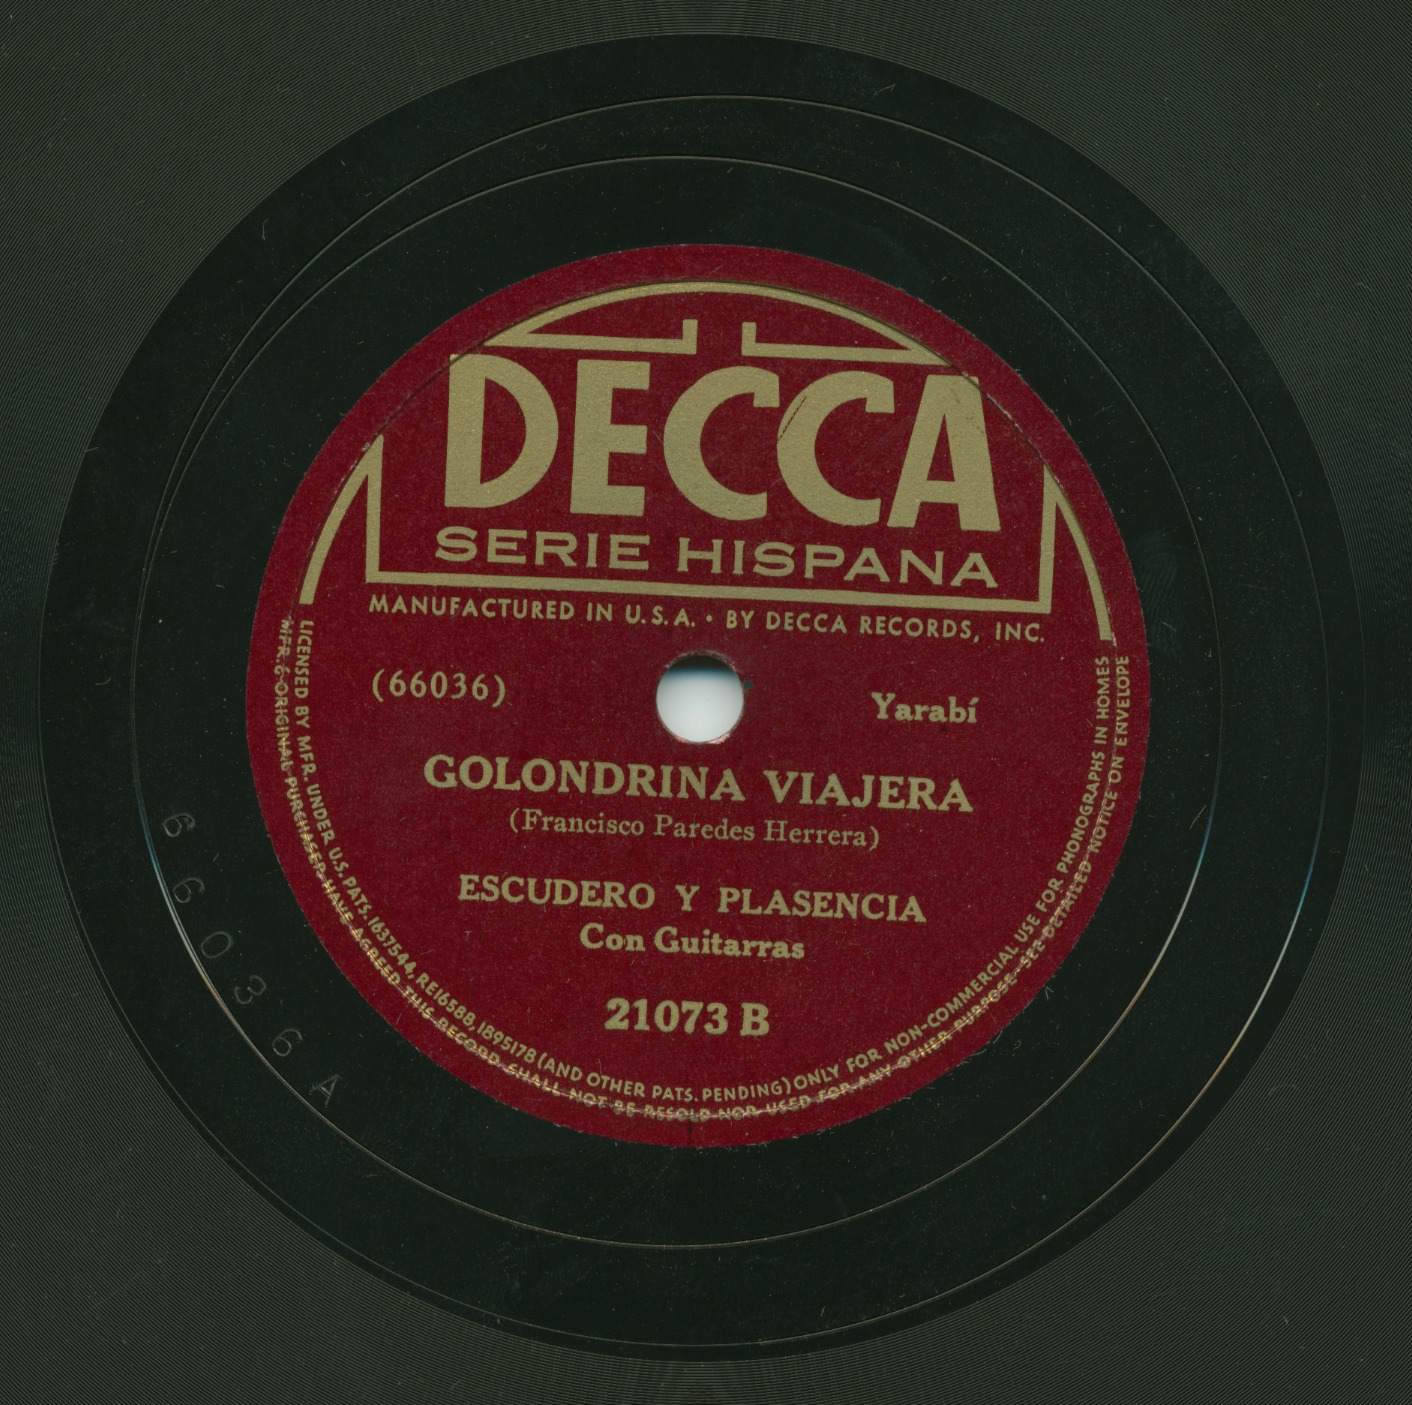 DECCA
SERIE HISPANA
MANUFACTURED IN U.S.A. • BY DECCA RECORDS, INC.
(66036)
Yarabí
GOLONDRINA VIAJERA
(Francisco Paredes Herrera)
ESCUDERO Y PLASENCIA
Con Guitarras
21073 B
LICENSED BY MFR. UNDER U.S. PATS. 1637544, RE16588, 1895178 (AND OTHER PATS. PENDING) ONLY FOR NON-COMMERCIAL USE FOR PHONOGRAPHS IN HOMES
MFR. & ORIGINAL PURCHASER HAVE AGREED THIS RECORD SHALL NOT BE RESOLD NOR USED FOR ANY OTHER PURPOSE-SEE DETAILED NOTICE ON ENVELOPE
66036 A